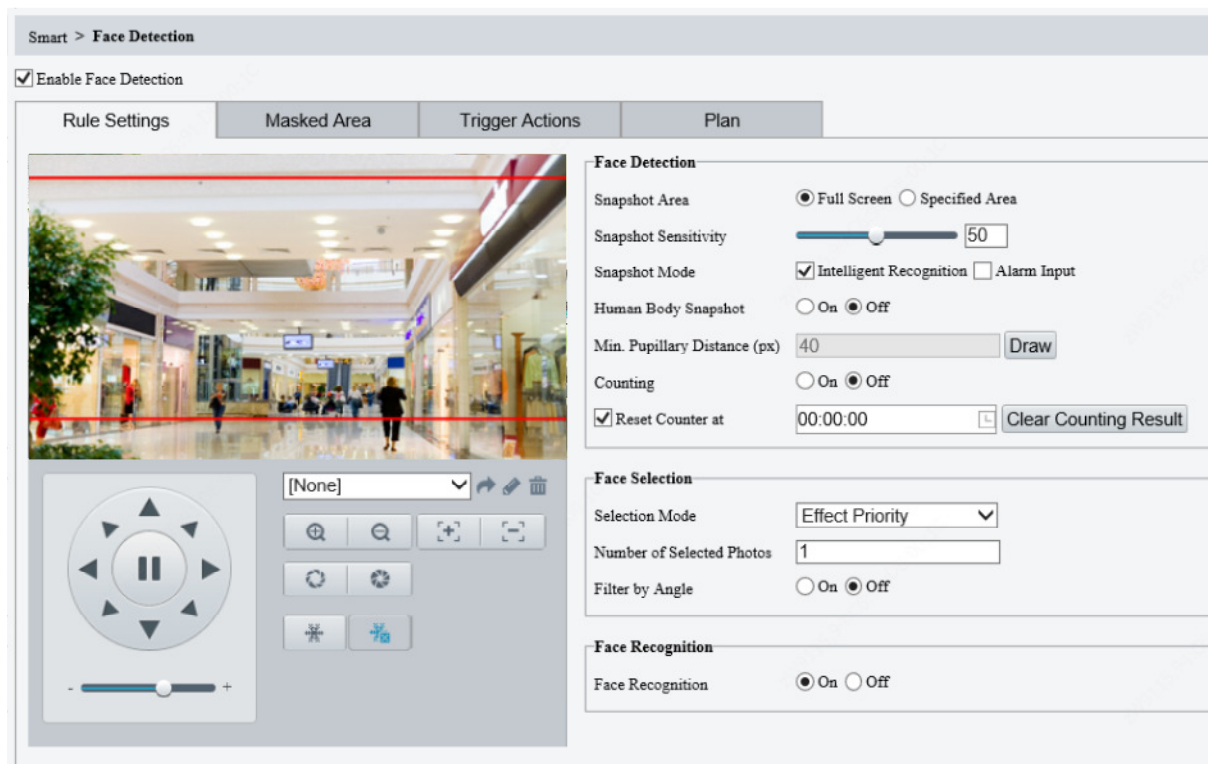 Smart > Face Detection
Enable Face Detection
Rule Settings Masked Area Trigger Actions Plan
Face Detection
Snapshot Area Full Screen Specified Area
Snapshot Sensitivity 50
Snapshot Mode Intelligent Recognition Alarm Input
Human Body Snapshot On Off
Min. Pupillary Distance (px) 40 Draw
Counting On Off
Reset Counter at 00:00:00 Clear Counting Result
[None]
- +
Face Selection
Selection Mode Effect Priority
Number of Selected Photos 1
Filter by Angle On Off
Face Recognition
Face Recognition On Off